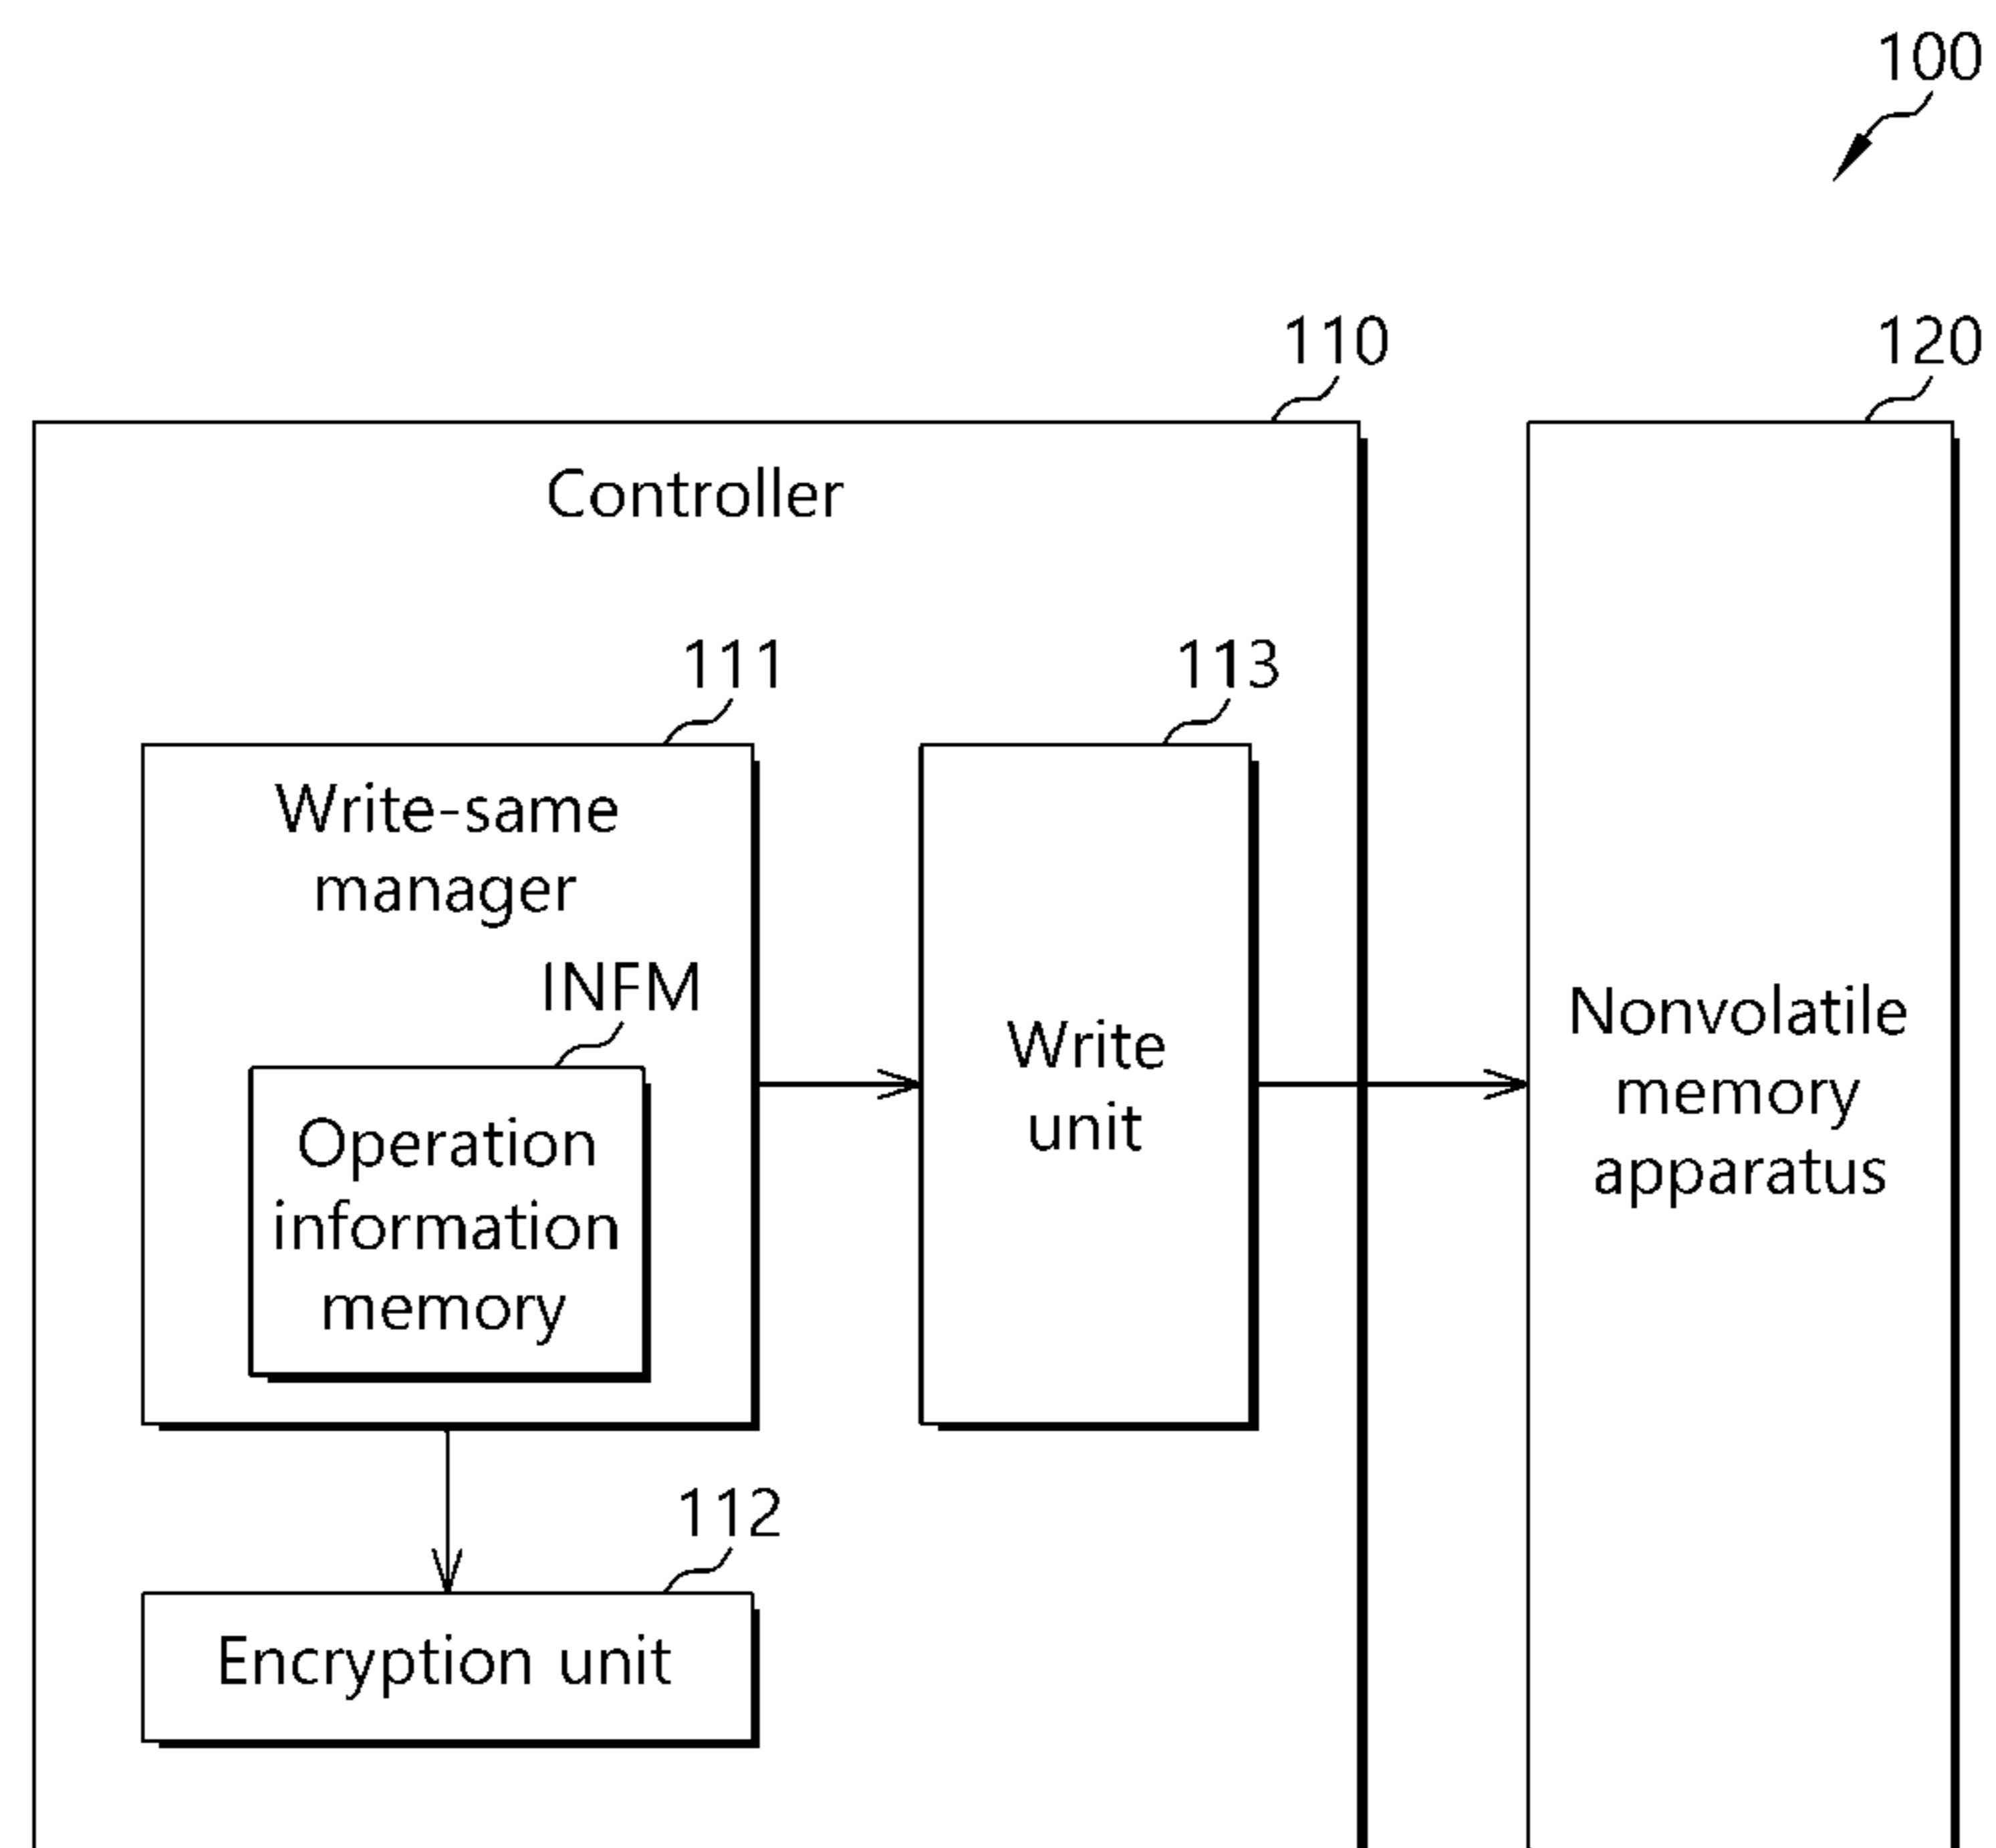 100
110
120
Controller
111
113
Write-same
manager
INFM
Operation
information
memory
Write
unit
Nonvolatile
memory
apparatus
112
Encryption unit